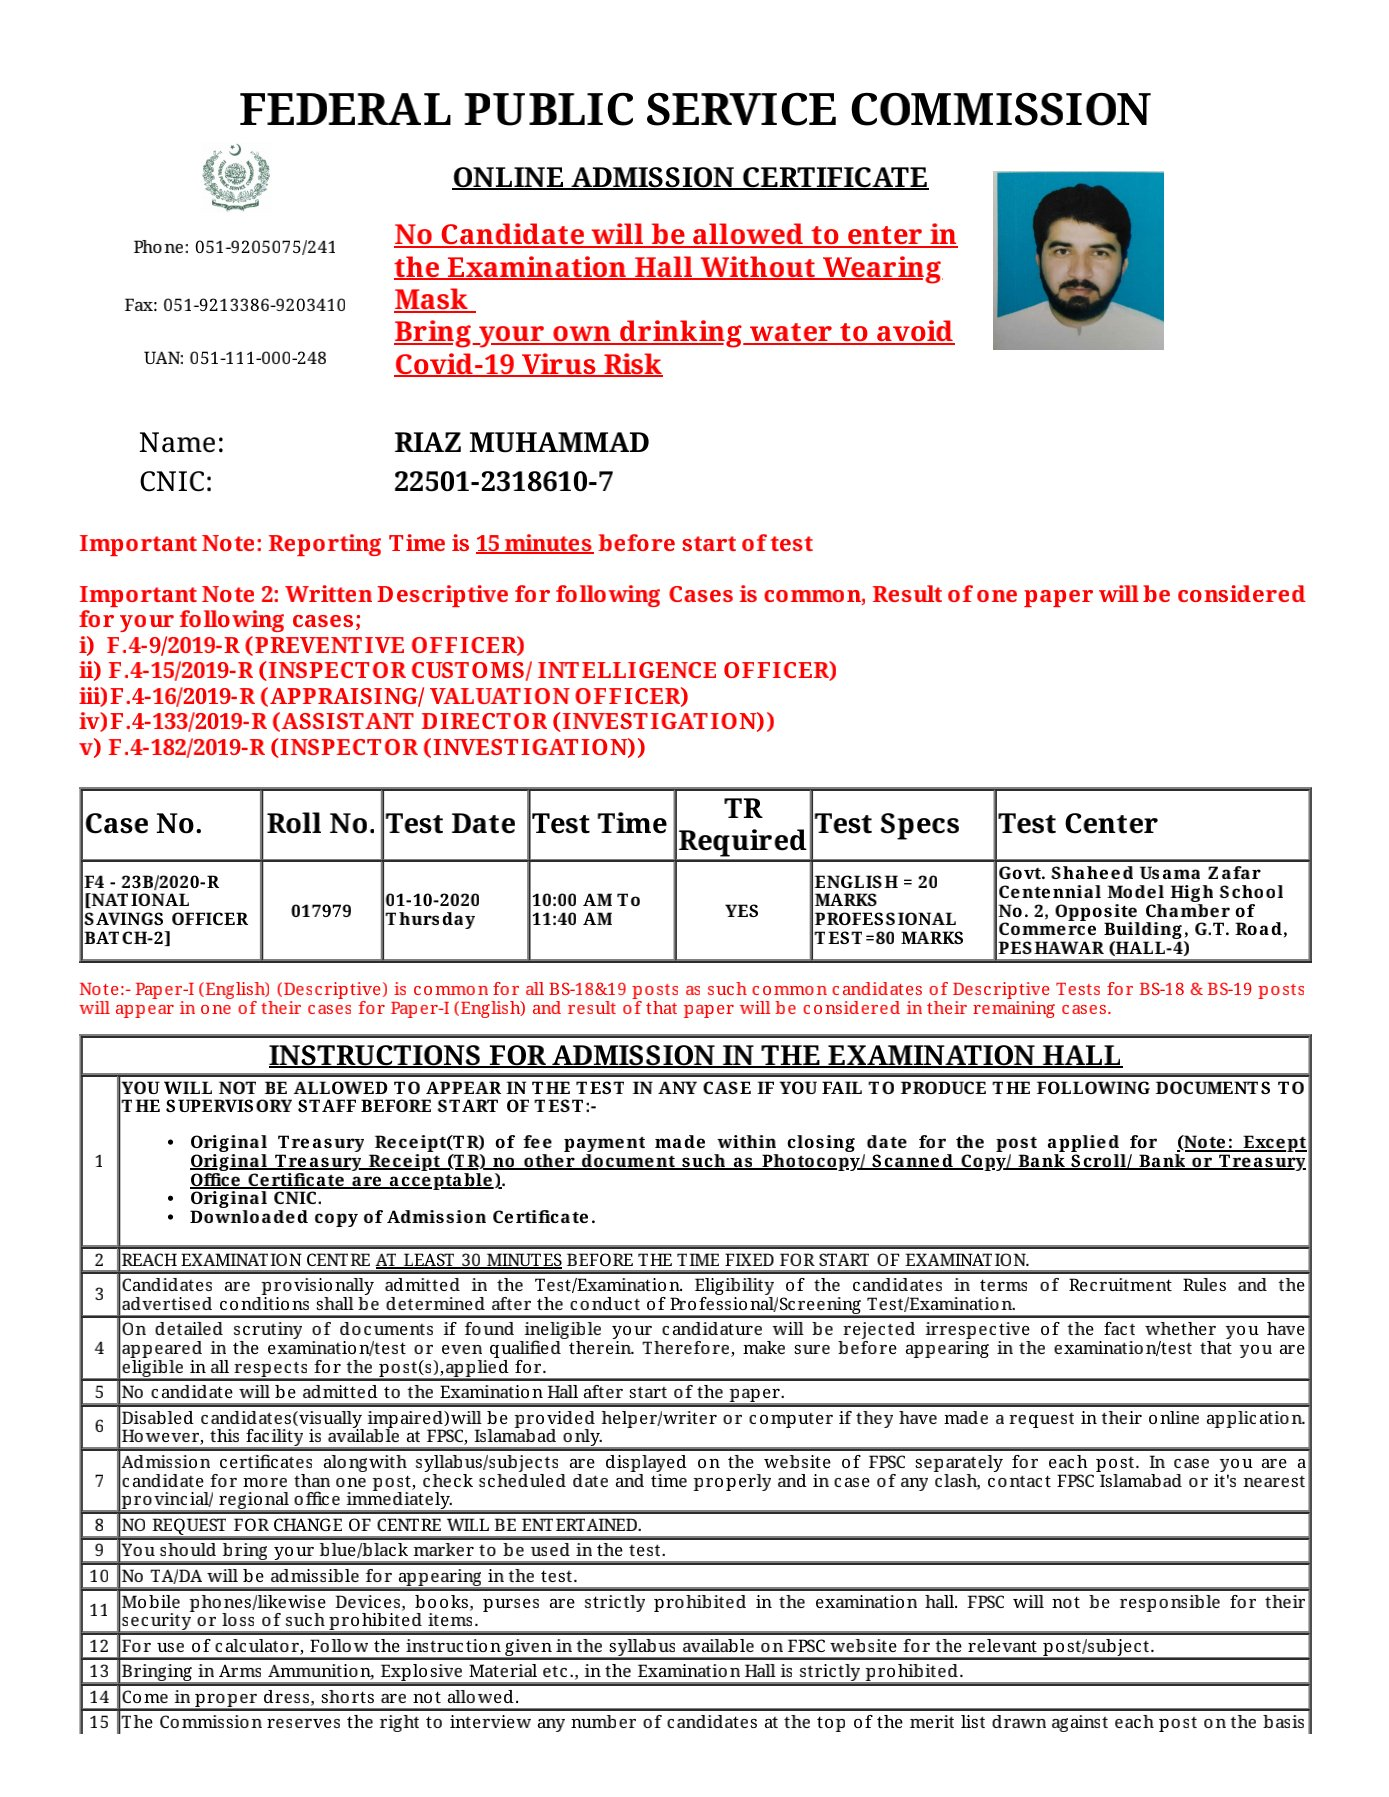 FEDERAL PUBLIC SERVICE COMMISSION
ONLINE ADMISSION CERTIFICATE
Phone: 051-9205075/241
Fax: 051-9213386-9203410
UAN: 051-111-000-248
No Candidate will be allowed to enter in
the Examination Hall Without Wearing
Mask
Bring your own drinking water to avoid
Covid-19 Virus Risk
Name: RIAZ MUHAMMAD
CNIC: 22501-2318610-7
Important Note: Reporting Time is 15 minutes before start of test
Important Note 2: Written Descriptive for following Cases is common, Result of one paper will be considered
for your following cases;
i) F.4-9/2019-R (PREVENTIVE OFFICER)
ii) F.4-15/2019-R (INSPECTOR CUSTOMS/ INTELLIGENCE OFFICER)
iii)F.4-16/2019-R (APPRAISING/ VALUATION OFFICER)
iv)F.4-133/2019-R (ASSISTANT DIRECTOR (INVESTIGATION))
v) F.4-182/2019-R (INSPECTOR (INVESTIGATION))
Case No. Roll No. Test Date Test Time TR Required Test Specs Test Center
F4 - 23B/2020-R
[NATIONAL
SAVINGS OFFICER
BATCH-2]
017979
01-10-2020
Thursday
10:00 AM To
11:40 AM
YES
ENGLISH = 20
MARKS
PROFESSIONAL
TEST=80 MARKS
Govt. Shaheed Usama Zafar
Centennial Model High School
No. 2, Opposite Chamber of
Commerce Building, G.T. Road,
PESHAWAR (HALL-4)
Note:- Paper-I (English) (Descriptive) is common for all BS-18&19 posts as such common candidates of Descriptive Tests for BS-18 & BS-19 posts
will appear in one of their cases for Paper-I (English) and result of that paper will be considered in their remaining cases.
INSTRUCTIONS FOR ADMISSION IN THE EXAMINATION HALL
1 YOU WILL NOT BE ALLOWED TO APPEAR IN THE TEST IN ANY CASE IF YOU FAIL TO PRODUCE THE FOLLOWING DOCUMENTS TO
THE SUPERVISORY STAFF BEFORE START OF TEST:-
• Original Treasury Receipt(TR) of fee payment made within closing date for the post applied for (Note: Except
Original Treasury Receipt (TR) no other document such as Photocopy/ Scanned Copy/ Bank Scroll/ Bank or Treasury
Office Certificate are acceptable).
• Original CNIC.
• Downloaded copy of Admission Certificate.
2 REACH EXAMINATION CENTRE AT LEAST 30 MINUTES BEFORE THE TIME FIXED FOR START OF EXAMINATION.
3 Candidates are provisionally admitted in the Test/Examination. Eligibility of the candidates in terms of Recruitment Rules and the
advertised conditions shall be determined after the conduct of Professional/Screening Test/Examination.
4 On detailed scrutiny of documents if found ineligible your candidature will be rejected irrespective of the fact whether you have
appeared in the examination/test or even qualified therein. Therefore, make sure before appearing in the examination/test that you are
eligible in all respects for the post(s),applied for.
5 No candidate will be admitted to the Examination Hall after start of the paper.
6 Disabled candidates(visually impaired)will be provided helper/writer or computer if they have made a request in their online application.
However, this facility is available at FPSC, Islamabad only.
7 Admission certificates alongwith syllabus/subjects are displayed on the website of FPSC separately for each post. In case you are a
candidate for more than one post, check scheduled date and time properly and in case of any clash, contact FPSC Islamabad or it's nearest
provincial/ regional office immediately.
8 NO REQUEST FOR CHANGE OF CENTRE WILL BE ENTERTAINED.
9 You should bring your blue/black marker to be used in the test.
10 No TA/DA will be admissible for appearing in the test.
11 Mobile phones/likewise Devices, books, purses are strictly prohibited in the examination hall. FPSC will not be responsible for their
security or loss of such prohibited items.
12 For use of calculator, Follow the instruction given in the syllabus available on FPSC website for the relevant post/subject.
13 Bringing in Arms Ammunition, Explosive Material etc., in the Examination Hall is strictly prohibited.
14 Come in proper dress, shorts are not allowed.
15 The Commission reserves the right to interview any number of candidates at the top of the merit list drawn against each post on the basis